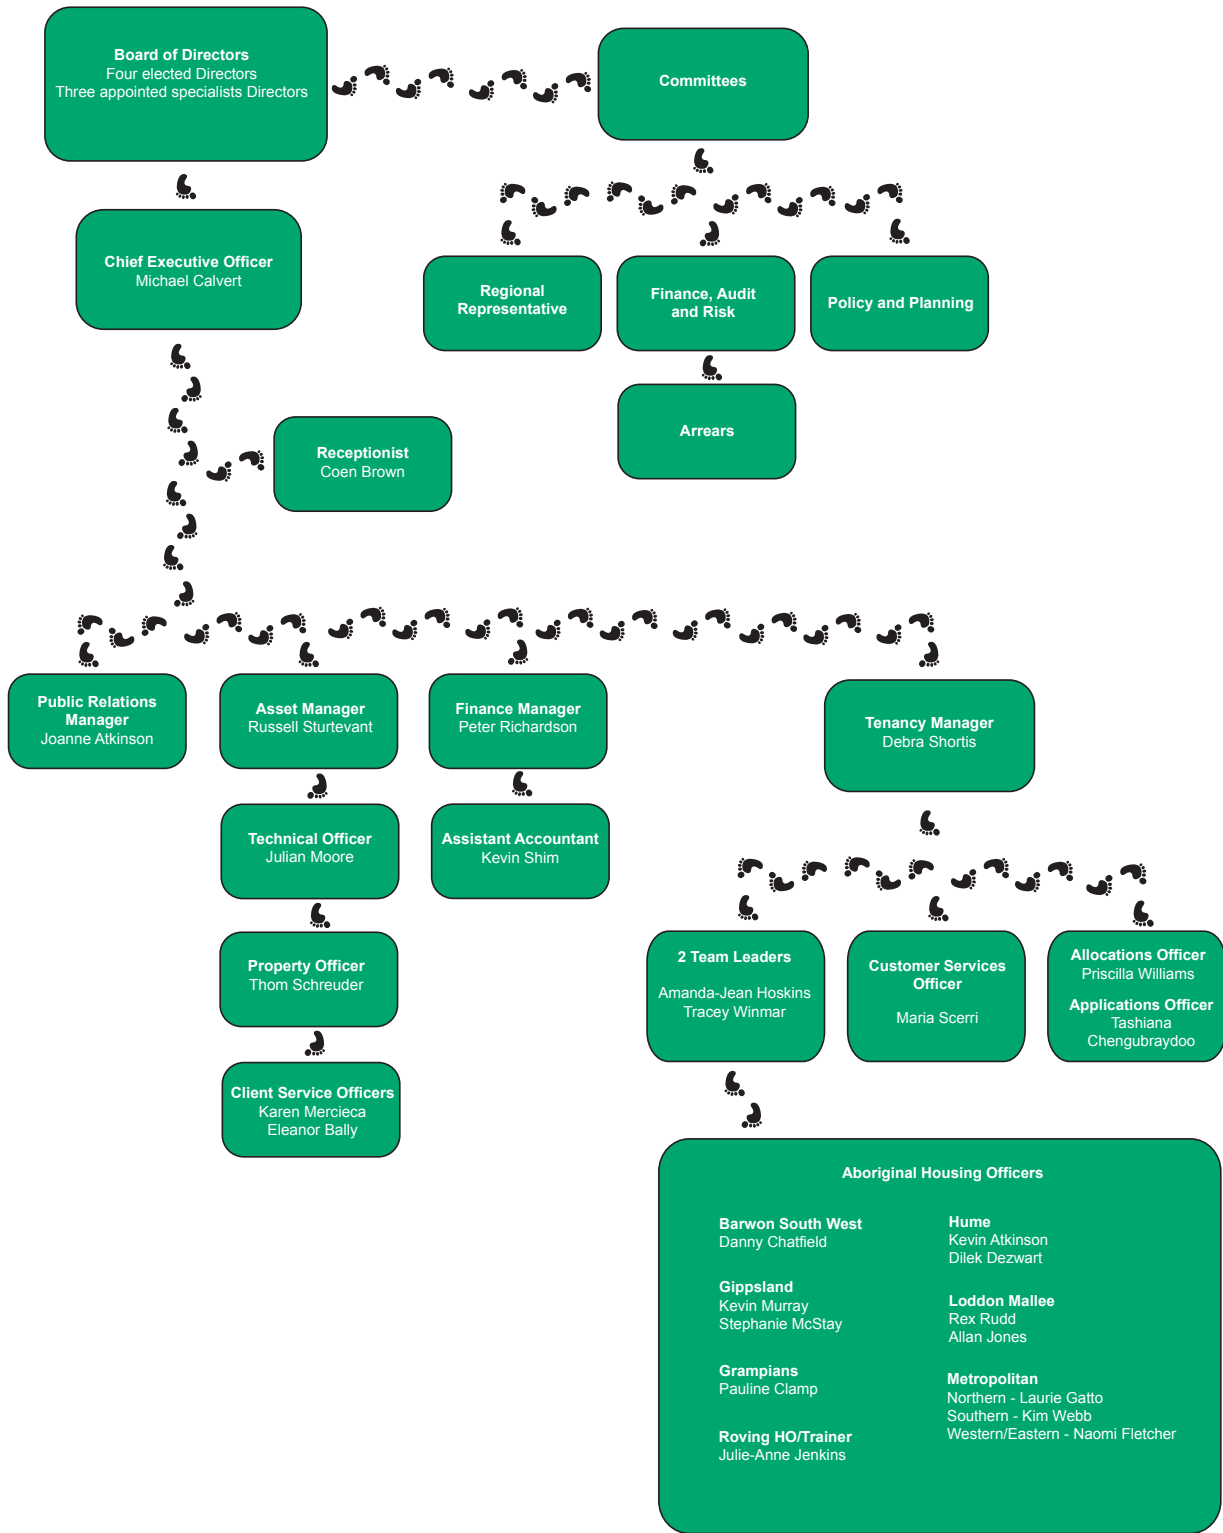 Board of Directors
Four elected Directors
Three appointed specialists Directors
Committees
Chief Executive Officer
Michael Calvert
Regional
Representative
Finance, Audit
and Risk
Policy and Planning
Arrears
Receptionist
Coen Brown
Public Relations
Manager
Joanne Atkinson
Asset Manager
Russell Sturtevant
Finance Manager
Peter Richardson
Tenancy Manager
Debra Shortis
Technical Officer
Julian Moore
Assistant Accountant
Kevin Shim
Property Officer
Thom Schreuder
Client Service Officers
Karen Mercieca
Eleanor Bally
2 Team Leaders
Amanda-Jean Hoskins
Tracey Winmar
Customer Services
Officer
Maria Scerri
Allocations Officer
Priscilla Williams
Applications Officer
Tashiana
Chengubraydoo
Aboriginal Housing Officers
Barwon South West
Danny Chatfield
Gippsland
Kevin Murray
Stephanie McStay
Grampians
Pauline Clamp
Roving HO/Trainer
Julie-Anne Jenkins
Hume
Kevin Atkinson
Dilek Dezwart
Loddon Mallee
Rex Rudd
Allan Jones
Metropolitan
Northern - Laurie Gatto
Southern - Kim Webb
Western/Eastern - Naomi Fletcher